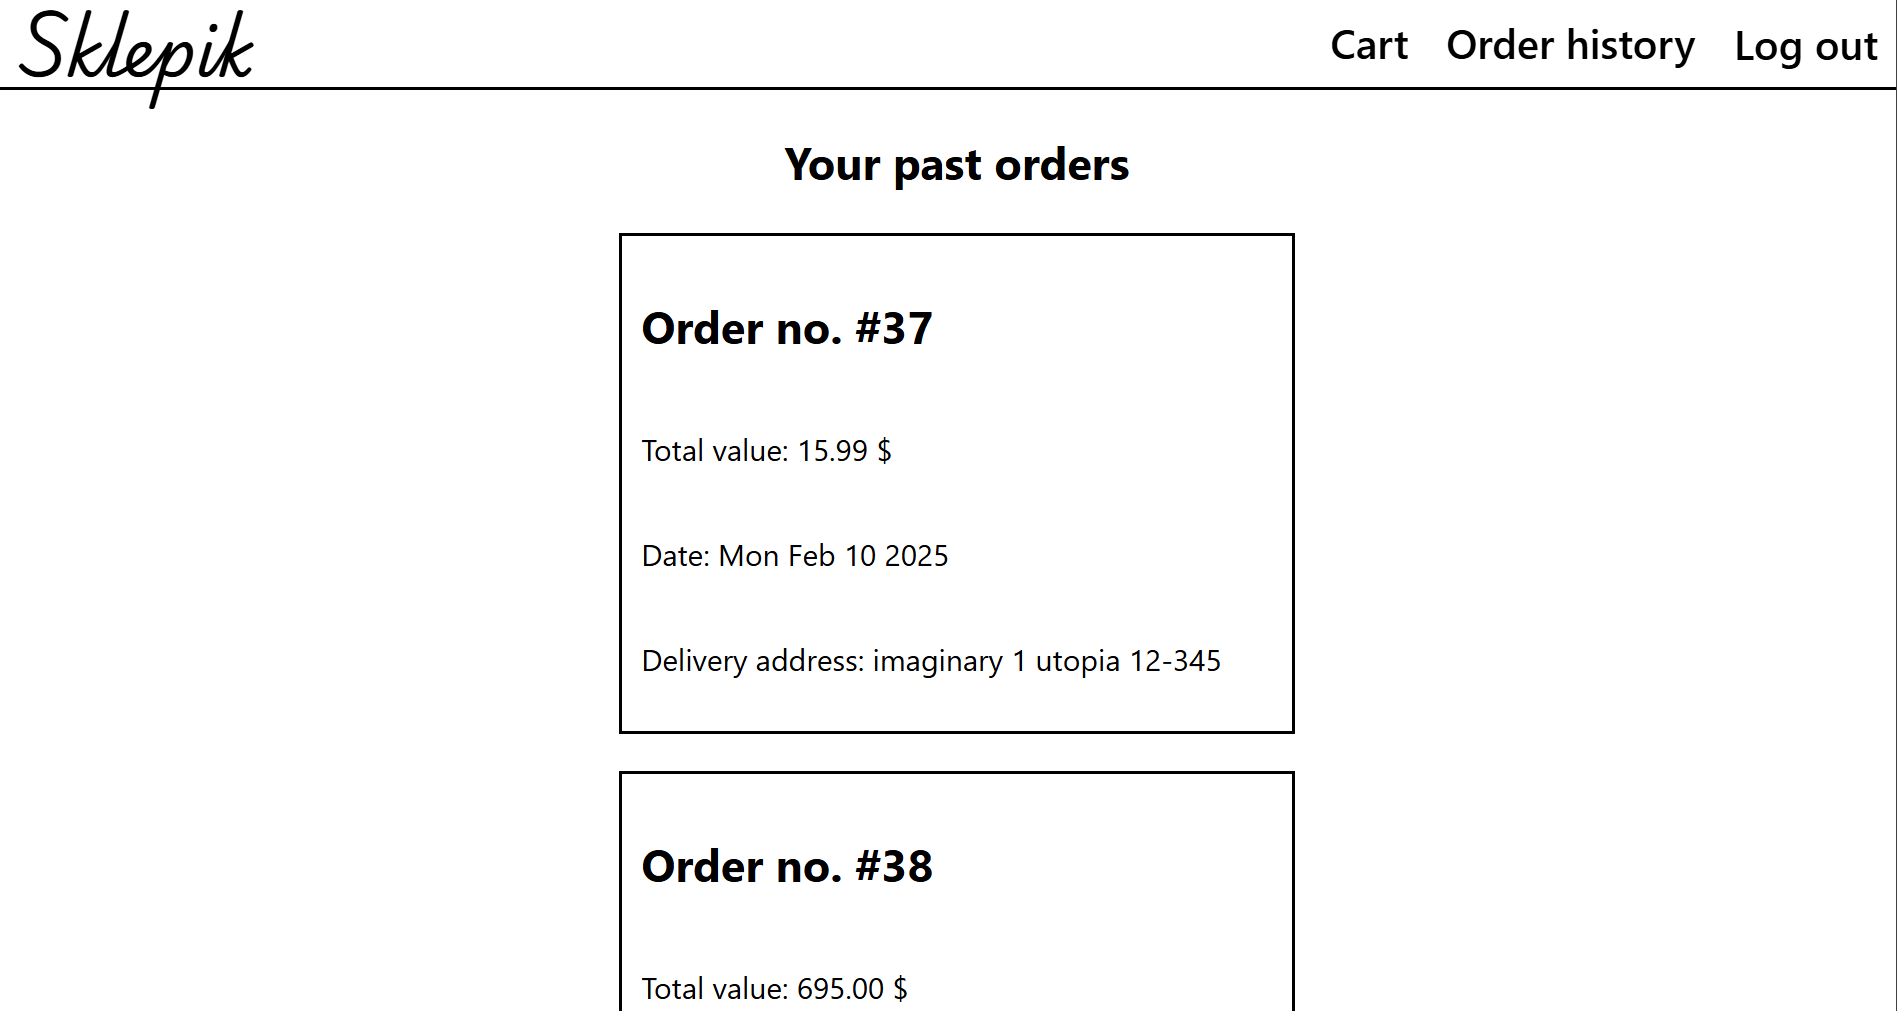 Sklepik
Cart Order history Log out
Your past orders
Order no. #37
Total value: 15.99 $
Date: Mon Feb 10 2025
Delivery address: imaginary 1 utopia 12-345
Order no. #38
Total value: 695.00 $